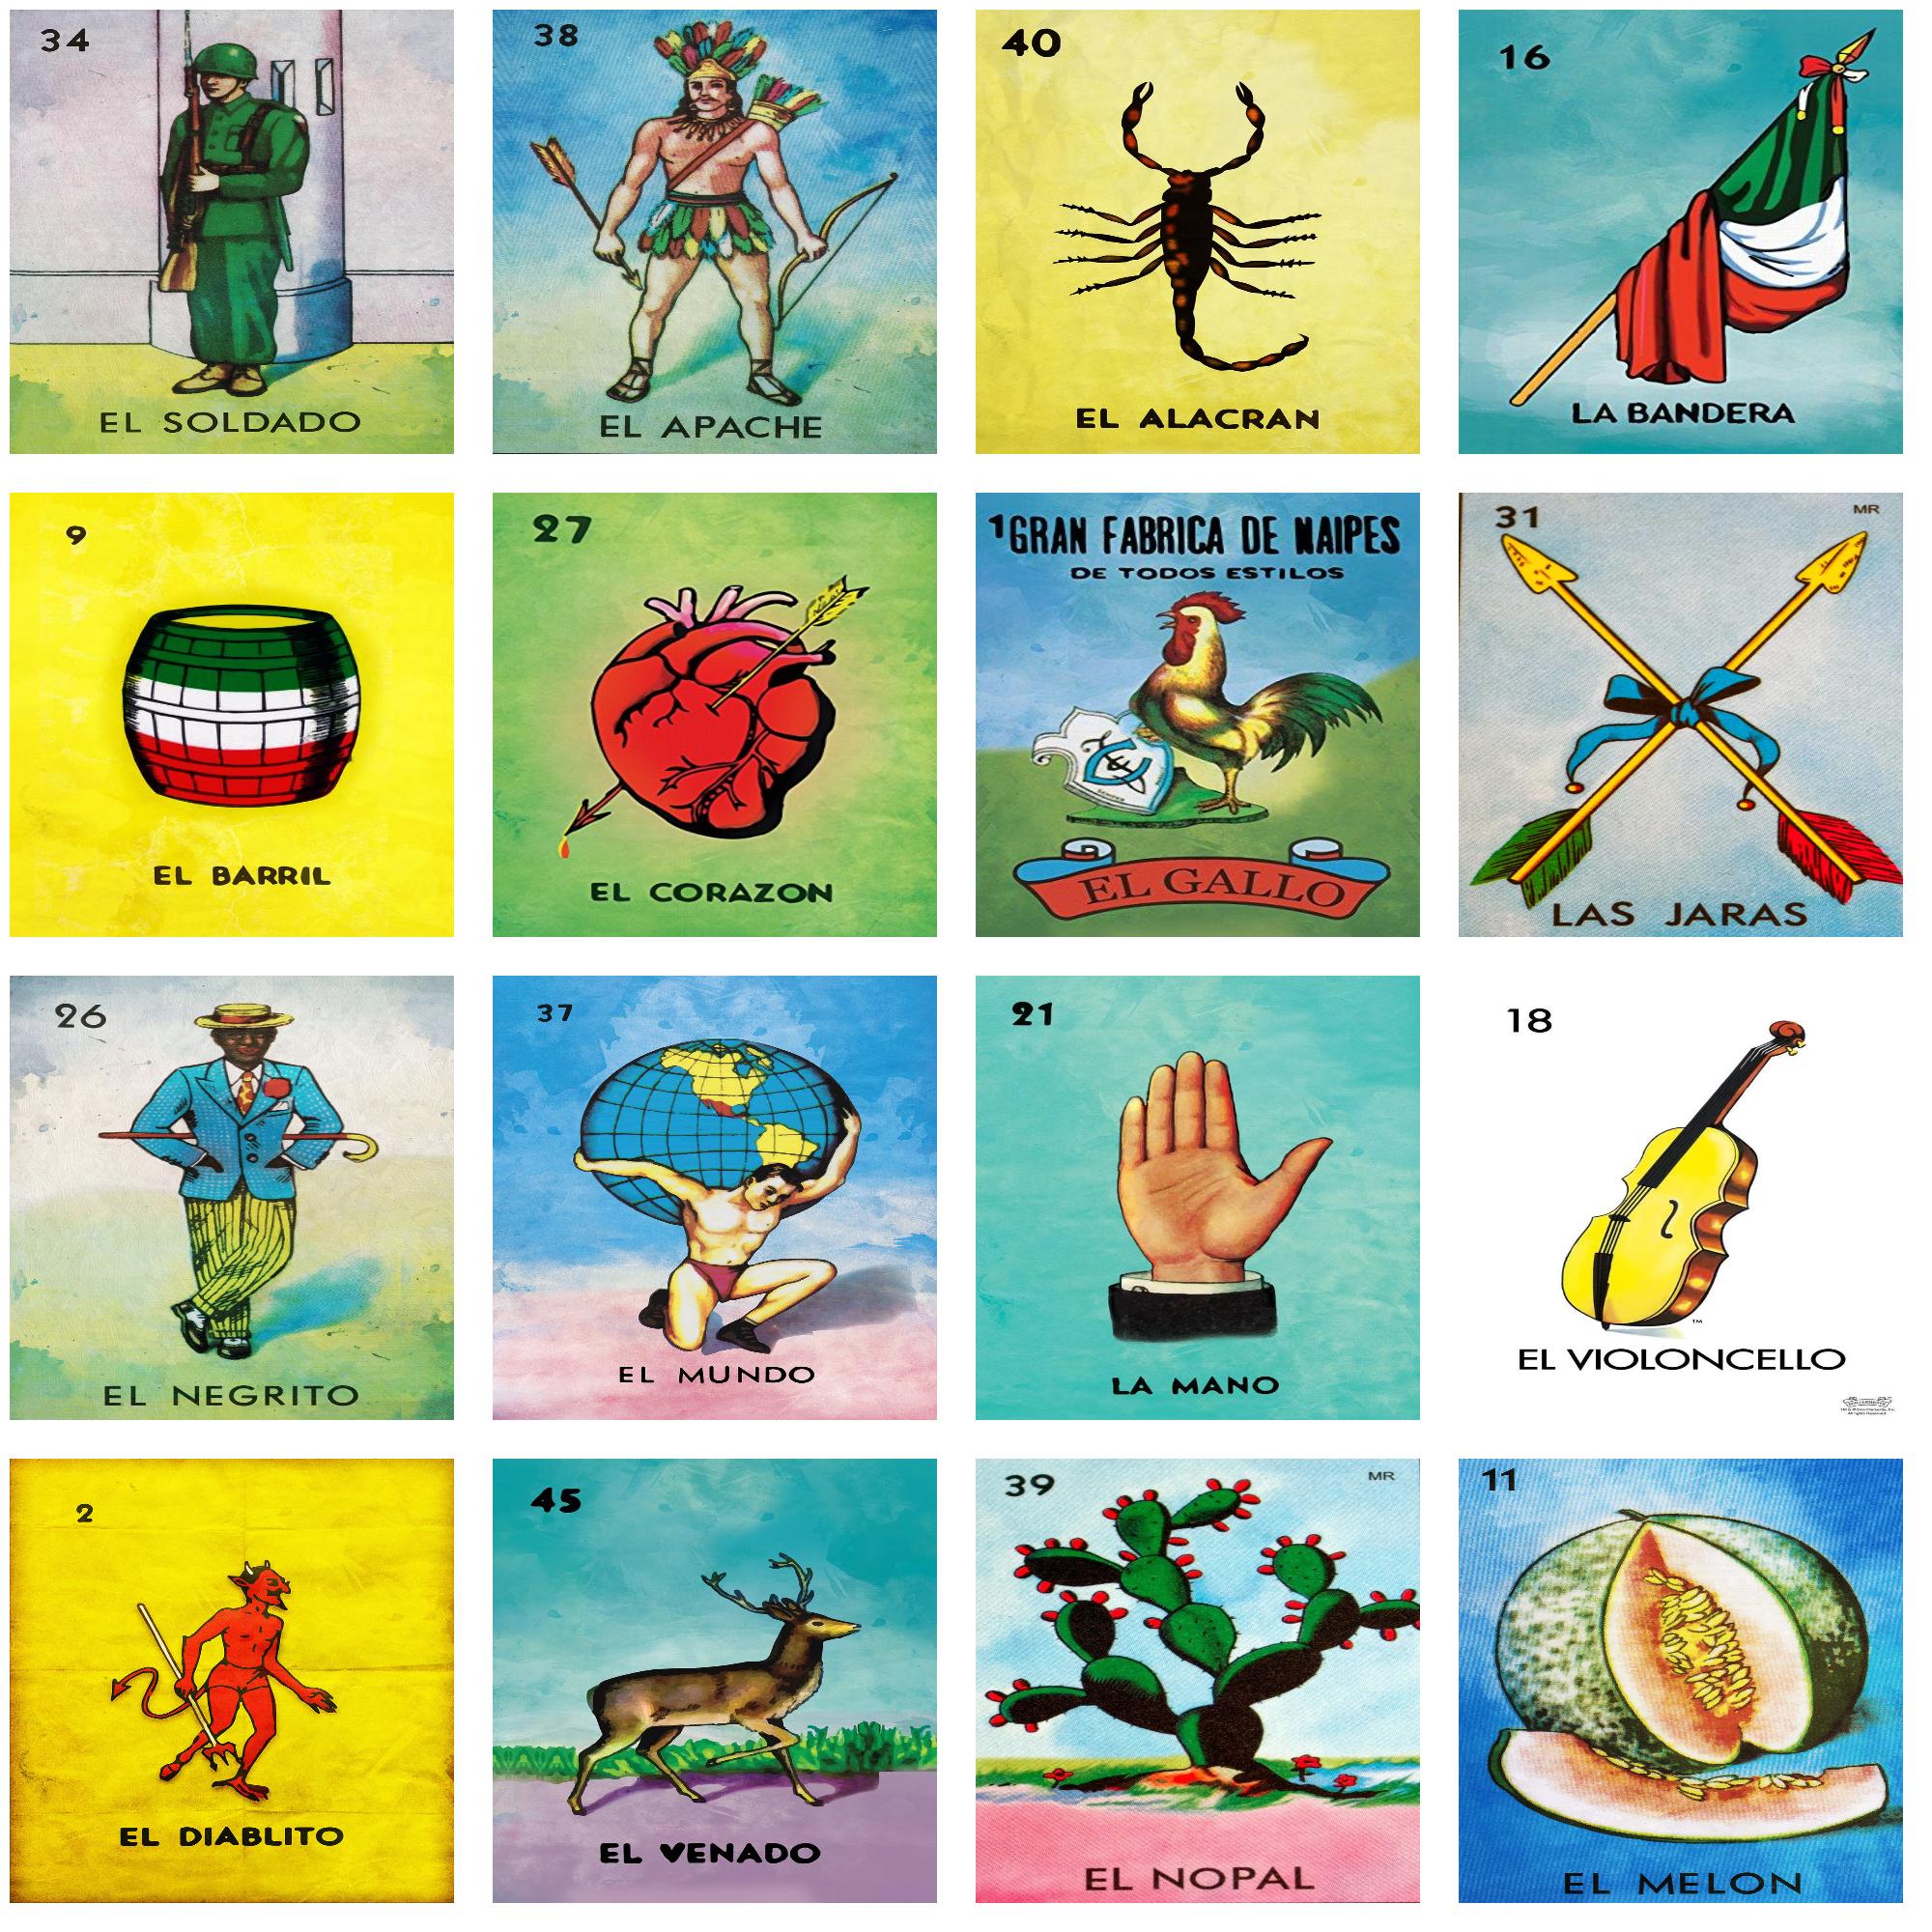 34
EL SOLDADO
38
EL APACHE
40
EL ALACRAN
16
LA BANDERA
9
EL BARRIL
27
EL CORAZON
1 GRAN FABRICA DE NAIPES
DE TODOS ESTILOS
EL GALLO
31
MR
LAS JARAS
26
EL NEGRITO
37
EL MUNDO
21
LA MANO
18
TM
EL VIOLONCELLO
2
EL DIABLITO
45
EL VENADO
39
MR
EL NOPAL
11
EL MELON